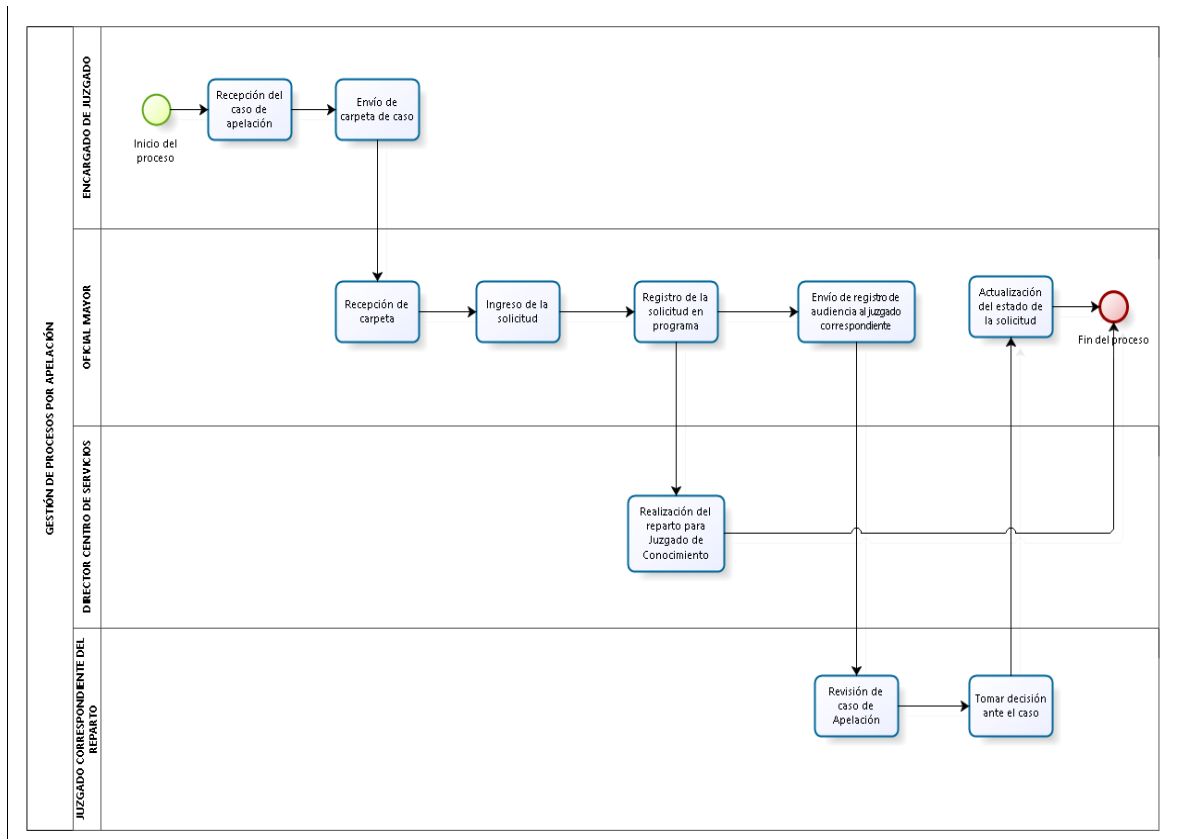 GESTIÓN DE PROCESOS POR APELACIÓN
ENCARGADO DE JUZGADO
Inicio del
proceso
Recepción del
caso de
apelación
Envío de
carpeta de caso
OFICIAL MAYOR
Recepción de
carpeta
Ingreso de la
solicitud
Registro de la
solicitud en
programa
Envío de registro de
audiencia al juzgado
correspondiente
Actualización
del estado de
la solicitud
Fin del proceso
DIRECTOR CENTRO DE SERVICIOS
Realización del
reparto para
Juzgado de
Conocimiento
JUZGADO CORRESPONDIENTE DEL
REPARTO
Revisión de
caso de
Apelación
Tomar decisión
ante el caso